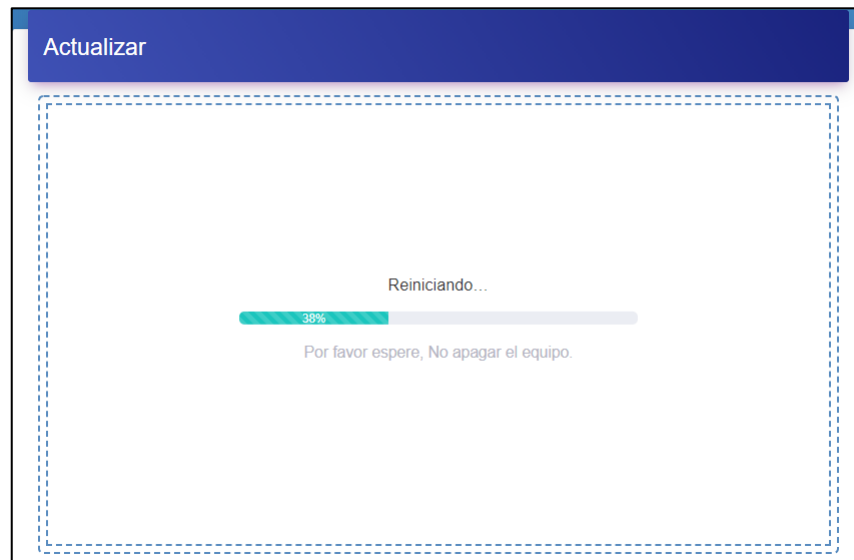 Actualizar
Reiniciando...
38%
Por favor espere, No apagar el equipo.